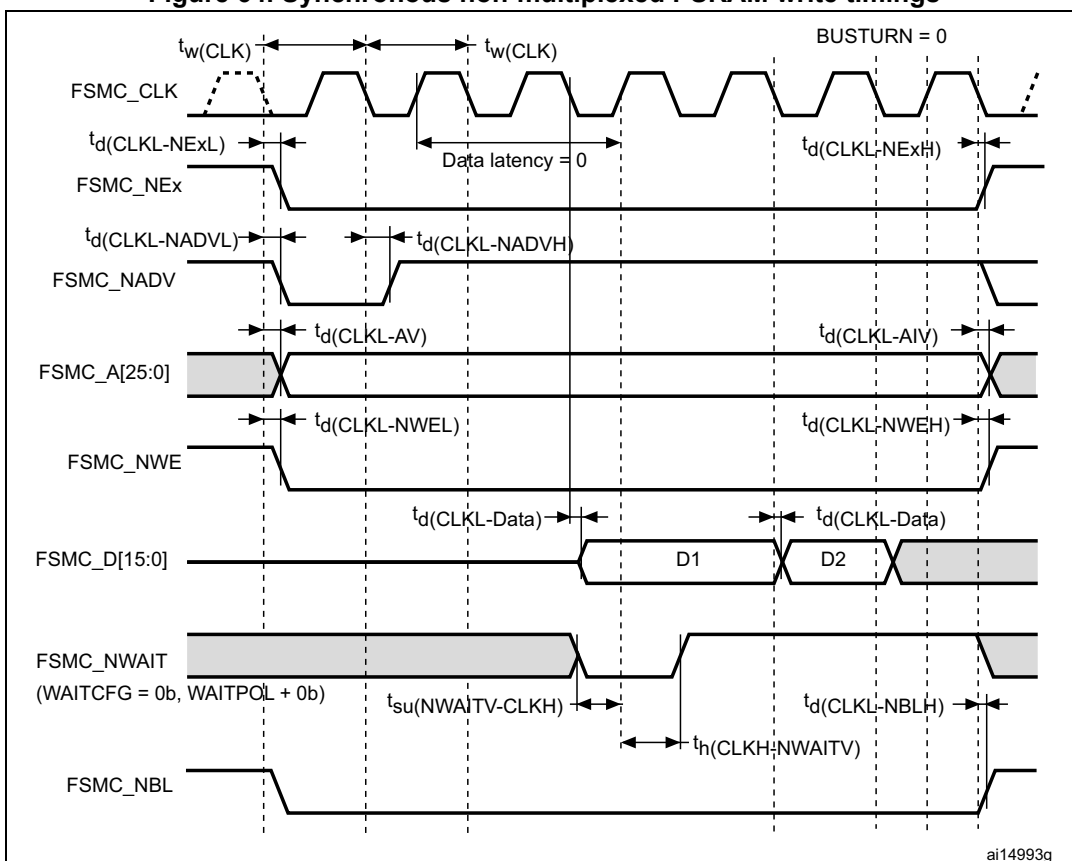 Figure 64. Synchronous non-multiplexed PSRAM write timings
tw(CLK) tw(CLK) BUSTURN = 0
FSMC_CLK
td(CLKL-NExL) Data latency = 0 td(CLKL-NExH)
FSMC_NEx
td(CLKL-NADVL) td(CLKL-NADVH)
FSMC_NADV
td(CLKL-AV) td(CLKL-AIV)
FSMC_A[25:0]
td(CLKL-NWEL) td(CLKL-NWEH)
FSMC_NWE
td(CLKL-Data) td(CLKL-Data)
FSMC_D[15:0] D1 D2
FSMC_NWAIT
(WAITCFG = 0b, WAITPOL + 0b)
tsu(NWAITV-CLKH) td(CLKL-NBLH)
th(CLKH-NWAITV)
FSMC_NBL
ai14993g